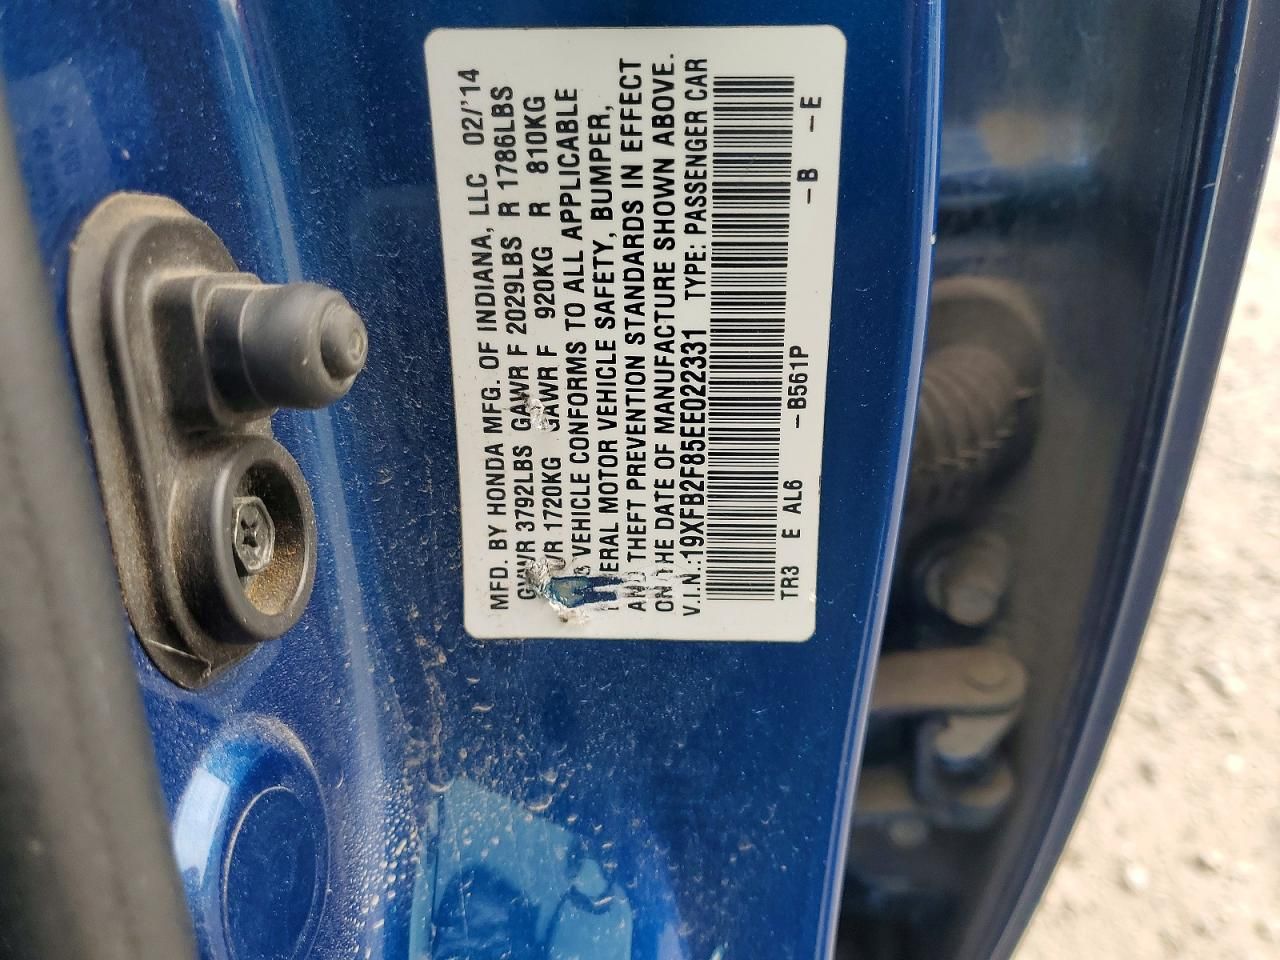 MFD. BY HONDA MFG. OF INDIANA, LLC 02/'14
GVWR 3792LBS GAWR F 2029LBS R 1786LBS
1720KG GAWR F 920KG R 810KG
VEHICLE CONFORMS TO ALL APPLICABLE
MOTOR VEHICLE SAFETY, BUMPER,
AND THEFT PREVENTION STANDARDS IN EFFECT
ON THE DATE OF MANUFACTURE SHOWN ABOVE.
V.I.N.:19XFB2F85EE022331 TYPE: PASSENGER CAR
TR3 E AL6 -B561P -B -E